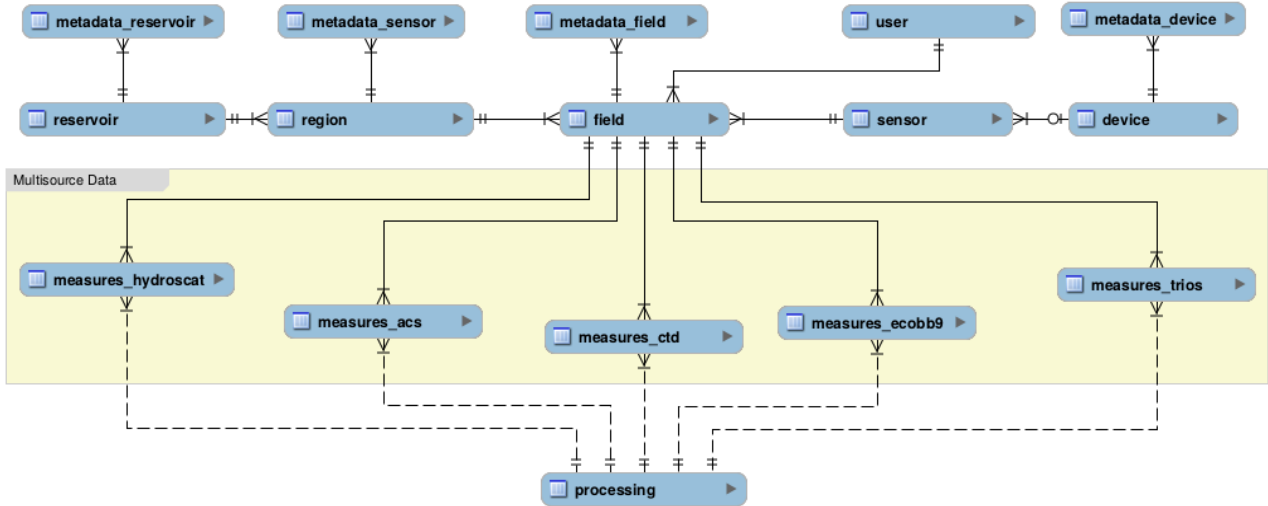 metadata_reservoir
metadata_sensor
metadata_field
user
metadata_device
reservoir
region
field
sensor
device
Multisource Data
measures_hydroscat
measures_acs
measures_ctd
measures_ecobb9
measures_trios
processing